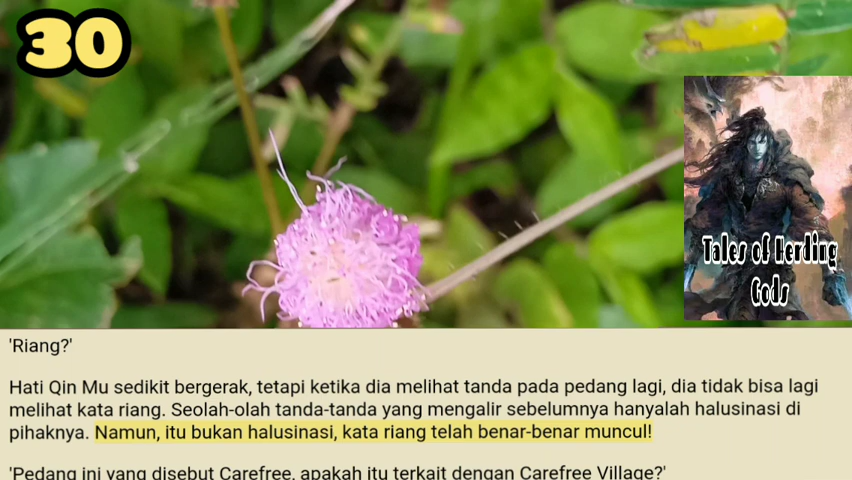 30
Tales of Herding
Gods
'Riang?'
Hati Qin Mu sedikit bergerak, tetapi ketika dia melihat tanda pada pedang lagi, dia tidak bisa lagi
melihat kata riang. Seolah-olah tanda-tanda yang mengalir sebelumnya hanyalah halusinasi di
pihaknya. Namun, itu bukan halusinasi, kata riang telah benar-benar muncul!
'Pedang ini yang disebut Carefree, apakah itu terkait dengan Carefree Village?'